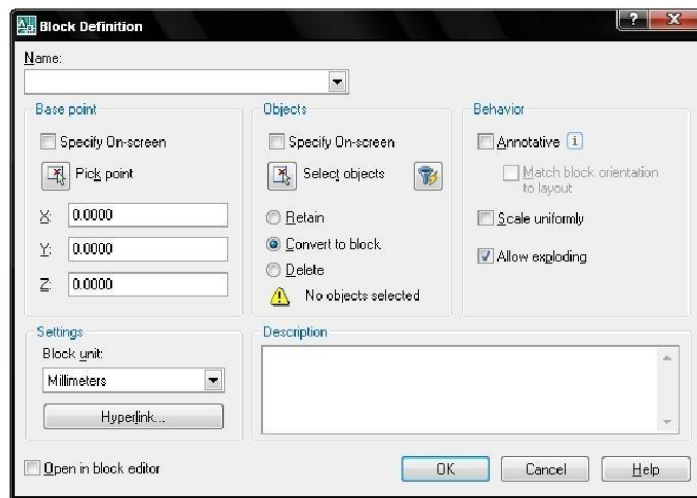 Block Definition
Name:
Base point
Specify On-screen
Pick point
X: 0.0000
Y: 0.0000
Z: 0.0000
Objects
Specify On-screen
Select objects
Retain
Convert to block
Delete
No objects selected
Behavior
Annotative
Match block orientation
to layout
Scale uniformly
Allow exploding
Settings
Block unit:
Millimeters
Hyperlink...
Description
Open in block editor
OK Cancel Help